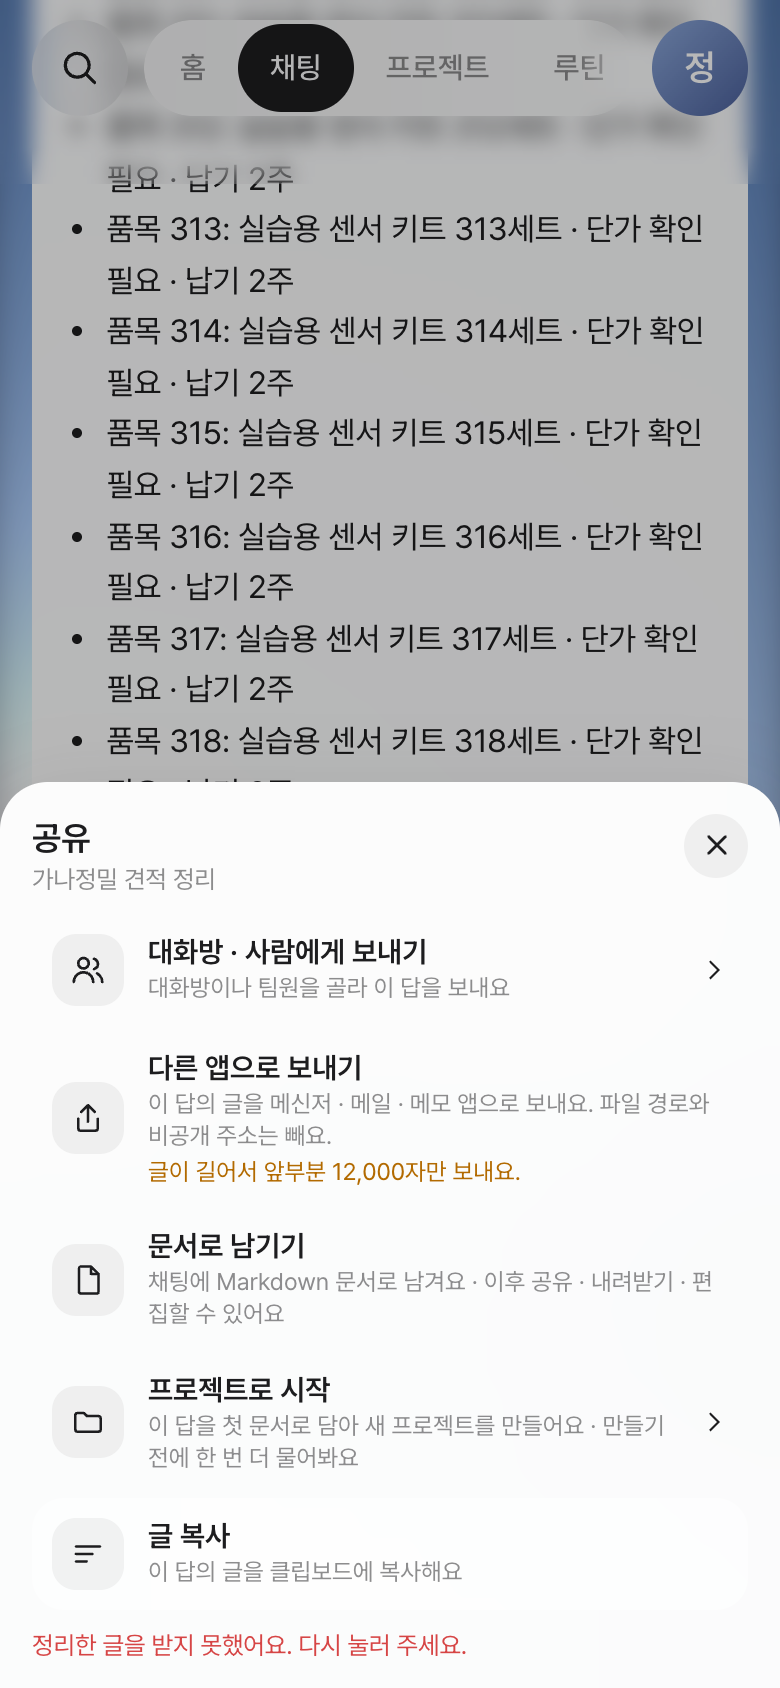 홈
채팅
프로젝트
루틴
정
필요 · 납기 2주
• 품목 313: 실습용 센서 키트 313세트 · 단가 확인
필요 · 납기 2주
• 품목 314: 실습용 센서 키트 314세트 · 단가 확인
필요 · 납기 2주
• 품목 315: 실습용 센서 키트 315세트 · 단가 확인
필요 · 납기 2주
• 품목 316: 실습용 센서 키트 316세트 · 단가 확인
필요 · 납기 2주
• 품목 317: 실습용 센서 키트 317세트 · 단가 확인
필요 · 납기 2주
• 품목 318: 실습용 센서 키트 318세트 · 단가 확인
공유
가나정밀 견적 정리
대화방 · 사람에게 보내기
대화방이나 팀원을 골라 이 답을 보내요
다른 앱으로 보내기
이 답의 글을 메신저 · 메일 · 메모 앱으로 보내요. 파일 경로와
비공개 주소는 빼요.
글이 길어서 앞부분 12,000자만 보내요.
문서로 남기기
채팅에 Markdown 문서로 남겨요 · 이후 공유 · 내려받기 · 편
집할 수 있어요
프로젝트로 시작
이 답을 첫 문서로 담아 새 프로젝트를 만들어요 · 만들기
전에 한 번 더 물어봐요
글 복사
이 답의 글을 클립보드에 복사해요
정리한 글을 받지 못했어요. 다시 눌러 주세요.